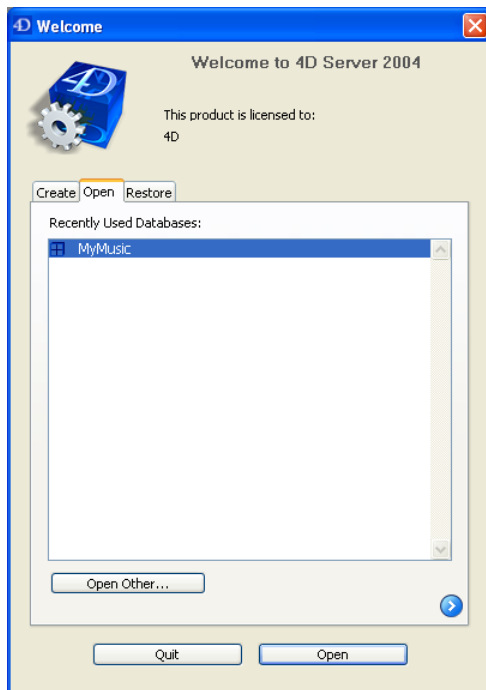 4D Welcome
Welcome to 4D Server 2004
4D
This product is licensed to:
4D
Create Open Restore
Recently Used Databases:
MyMusic
Open Other...
Quit Open